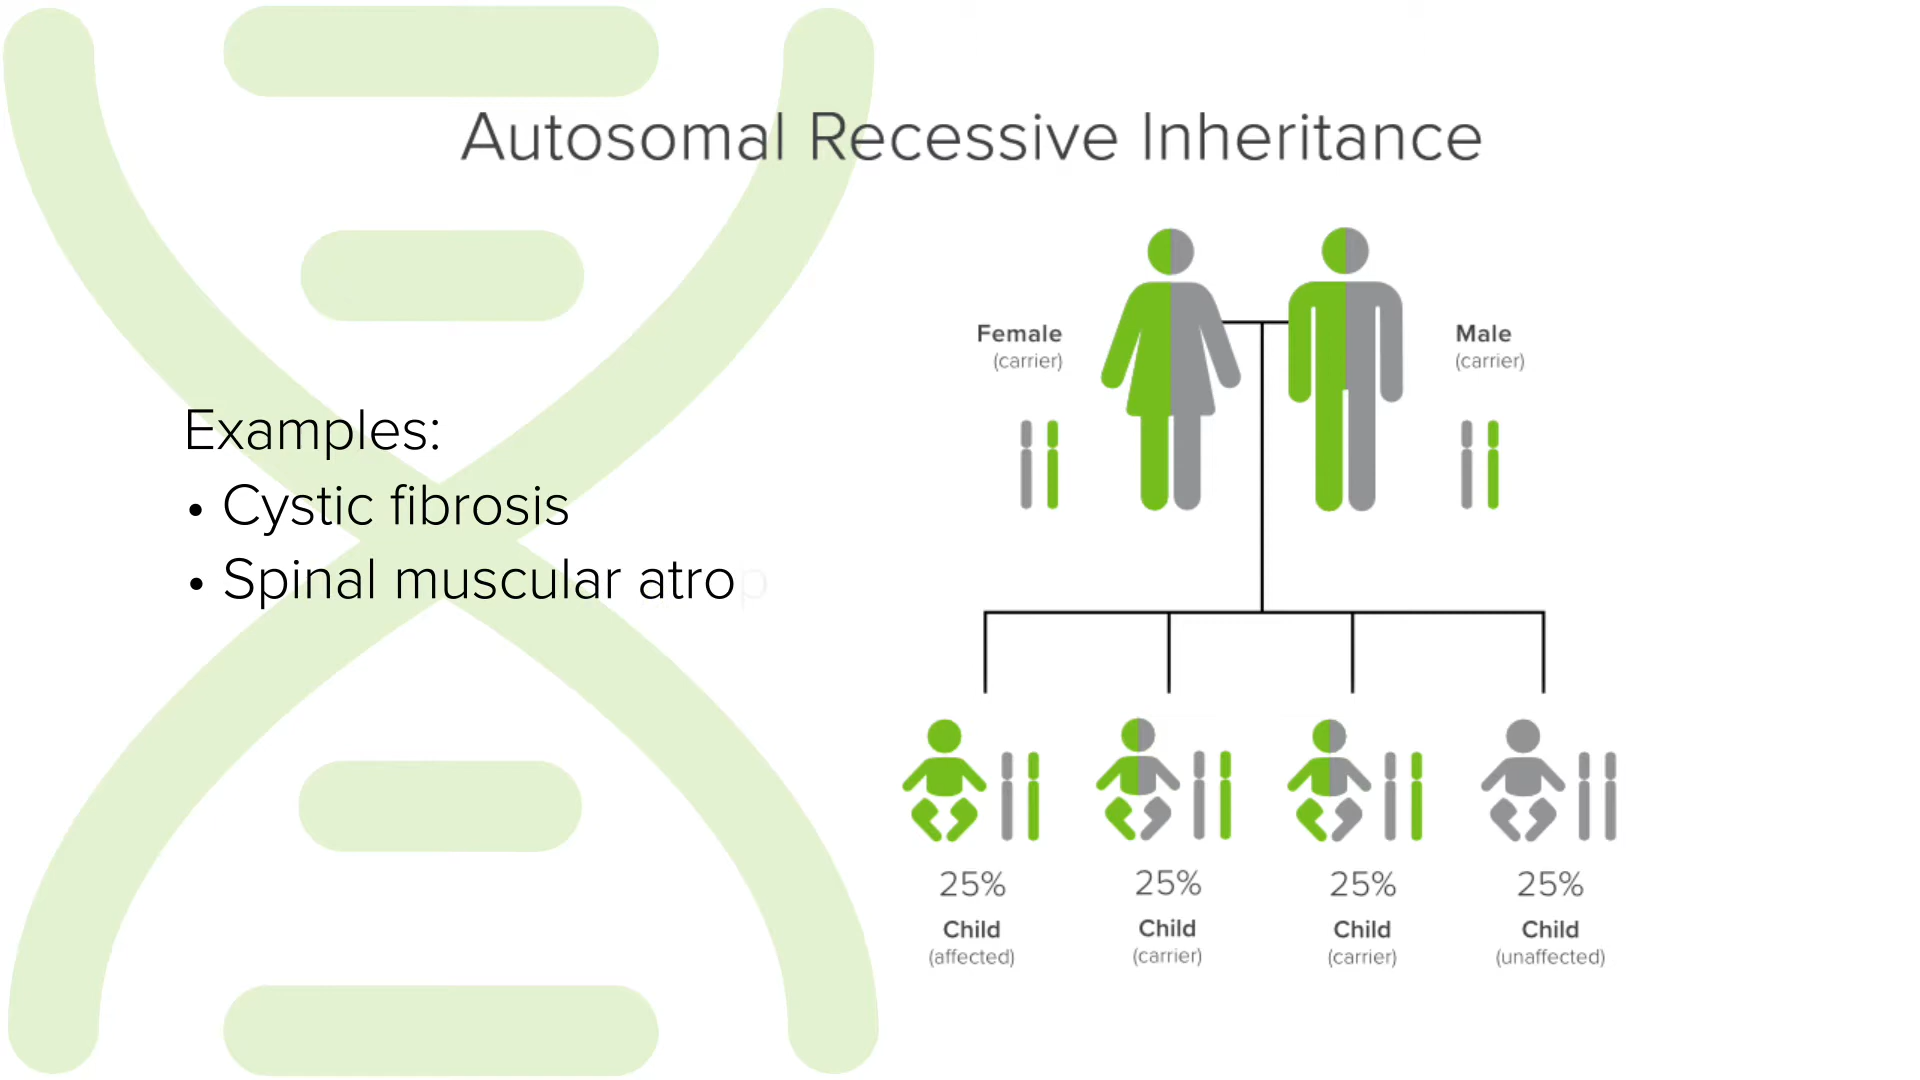 Autosomal Recessive Inheritance
Examples:
• Cystic fibrosis
• Spinal muscular atrop
Female
(carrier)
Male
(carrier)
25%
Child
(affected)
25%
Child
(carrier)
25%
Child
(carrier)
25%
Child
(unaffected)